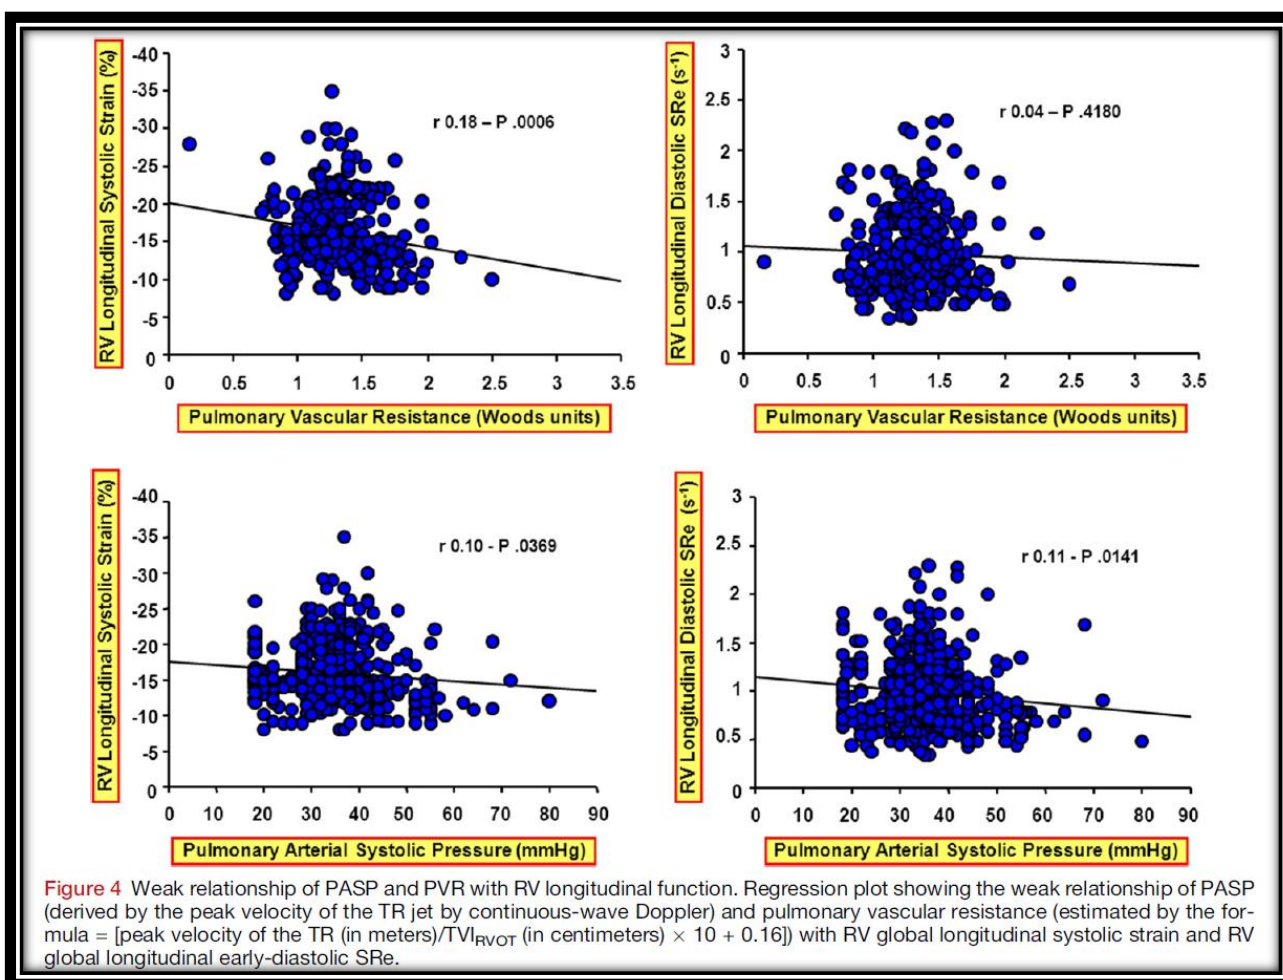 RV Longitudinal Systolic Strain (%)
-40
-35
-30
-25
-20
-15
-10
-5
0
r 0.18 – P .0006
0 0.5 1 1.5 2 2.5 3 3.5
Pulmonary Vascular Resistance (Woods units)
RV Longitudinal Diastolic SRe (s⁻¹)
3
2.5
2
1.5
1
0.5
0
r 0.04 – P .4180
0 0.5 1 1.5 2 2.5 3 3.5
Pulmonary Vascular Resistance (Woods units)
RV Longitudinal Systolic Strain (%)
-40
-35
-30
-25
-20
-15
-10
-5
0
r 0.10 - P .0369
0 10 20 30 40 50 60 70 80 90
Pulmonary Arterial Systolic Pressure (mmHg)
RV Longitudinal Diastolic SRe (s⁻¹)
3
2.5
2
1.5
1
0.5
0
r 0.11 - P .0141
0 10 20 30 40 50 60 70 80 90
Pulmonary Arterial Systolic Pressure (mmHg)
Figure 4 Weak relationship of PASP and PVR with RV longitudinal function. Regression plot showing the weak relationship of PASP
(derived by the peak velocity of the TR jet by continuous-wave Doppler) and pulmonary vascular resistance (estimated by the for-
mula = [peak velocity of the TR (in meters)/TVI_RVOT (in centimeters) × 10 + 0.16]) with RV global longitudinal systolic strain and RV
global longitudinal early-diastolic SRe.